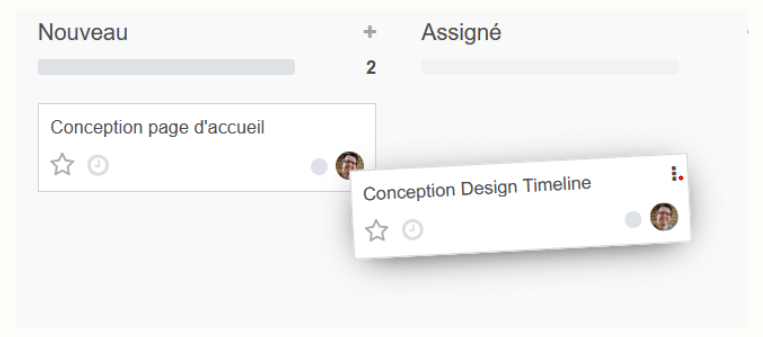 Nouveau + Assigné
2
Conception page d'accueil
Conception Design Timeline